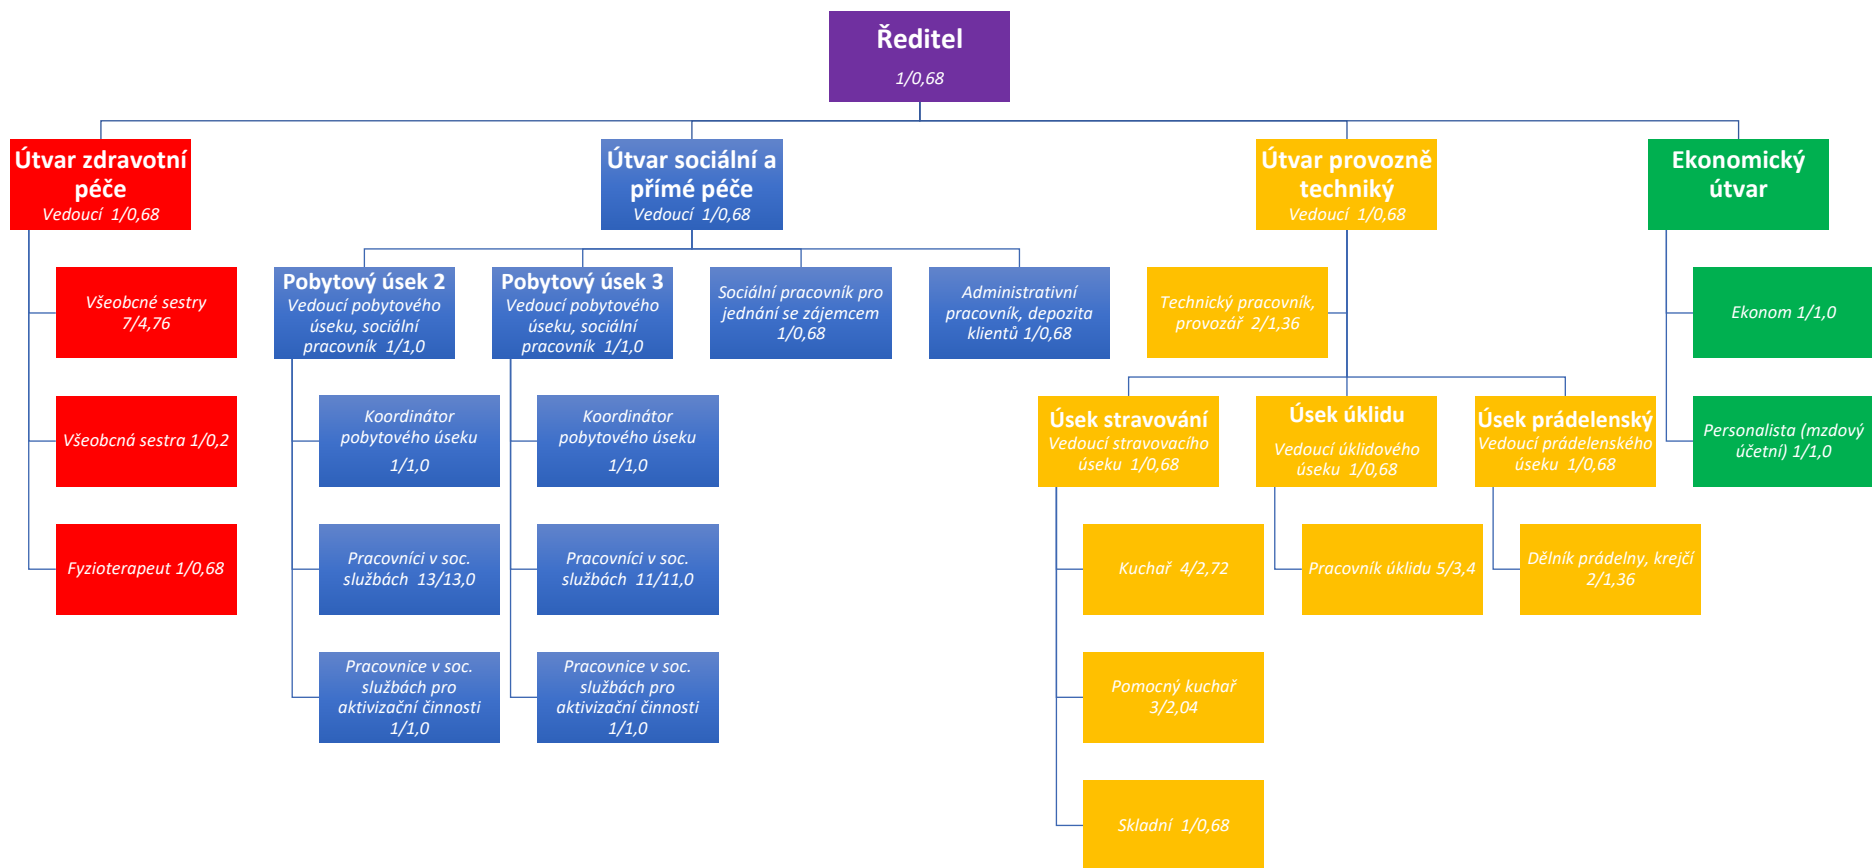 Ředitel
1/0,68
Útvar zdravotní
péče
Vedoucí 1/0,68
Útvar sociální a
přímé péče
Vedoucí 1/0,68
Útvar provozně
techniký
Vedoucí 1/0,68
Ekonomický
útvar
Všeobcné sestry
7/4,76
Všeobcná sestra 1/0,2
Fyzioterapeut 1/0,68
Pobytový úsek 2
Vedoucí pobytového
úseku, sociální
pracovník 1/1,0
Koordinátor
pobytového úseku
1/1,0
Pracovníci v soc.
službách 13/13,0
Pracovnice v soc.
službách pro
aktivizační činnosti
1/1,0
Pobytový úsek 3
Vedoucí pobytového
úseku, sociální
pracovník 1/1,0
Koordinátor
pobytového úseku
1/1,0
Pracovníci v soc.
službách 11/11,0
Pracovnice v soc.
službách pro
aktivizační činnosti
1/1,0
Sociální pracovník pro
jednání se zájemcem
1/0,68
Administrativní
pracovník, depozita
klientů 1/0,68
Technický pracovník,
provozář 2/1,36
Úsek stravování
Vedoucí stravovacího
úseku 1/0,68
Kuchař 4/2,72
Pomocný kuchař
3/2,04
Skladní 1/0,68
Úsek úklidu
Vedoucí úklidového
úseku 1/0,68
Pracovník úklidu 5/3,4
Úsek prádelenský
Vedoucí prádelenského
úseku 1/0,68
Dělník prádelny, krejčí
2/1,36
Ekonom 1/1,0
Personalista (mzdový
účetní) 1/1,0